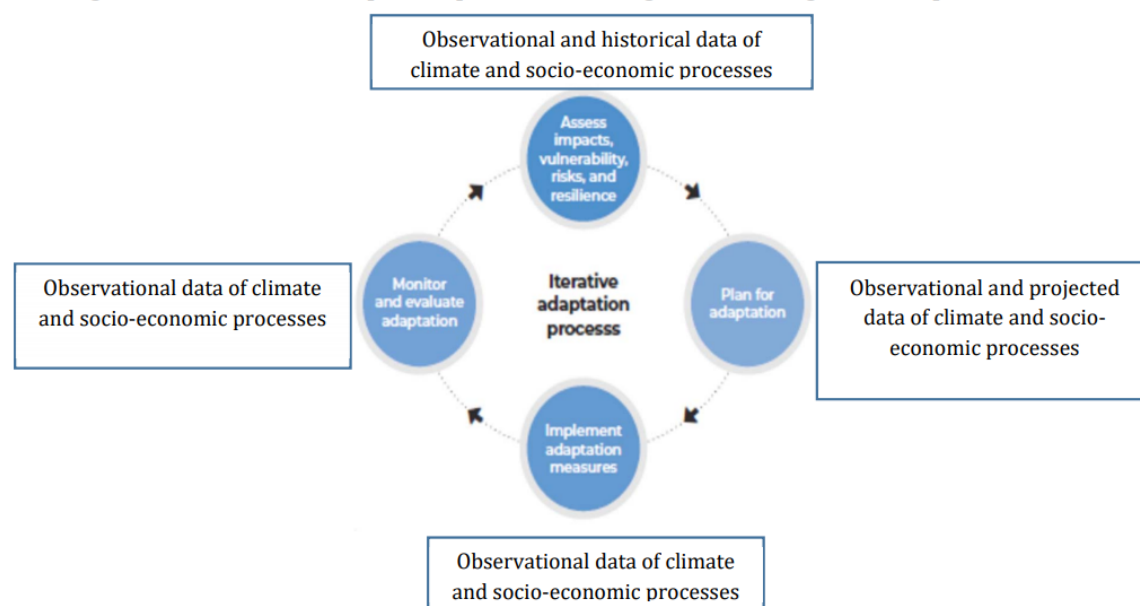 Observational and historical data of
climate and socio-economic processes
Assess
impacts,
vulnerability,
risks, and
resilience
Monitor
and evaluate
adaptation
Iterative
adaptation
processs
Plan for
adaptation
Observational data of climate
and socio-economic processes
Observational and projected
data of climate and socio-
economic processes
Implement
adaptation
measures
Observational data of climate
and socio-economic processes